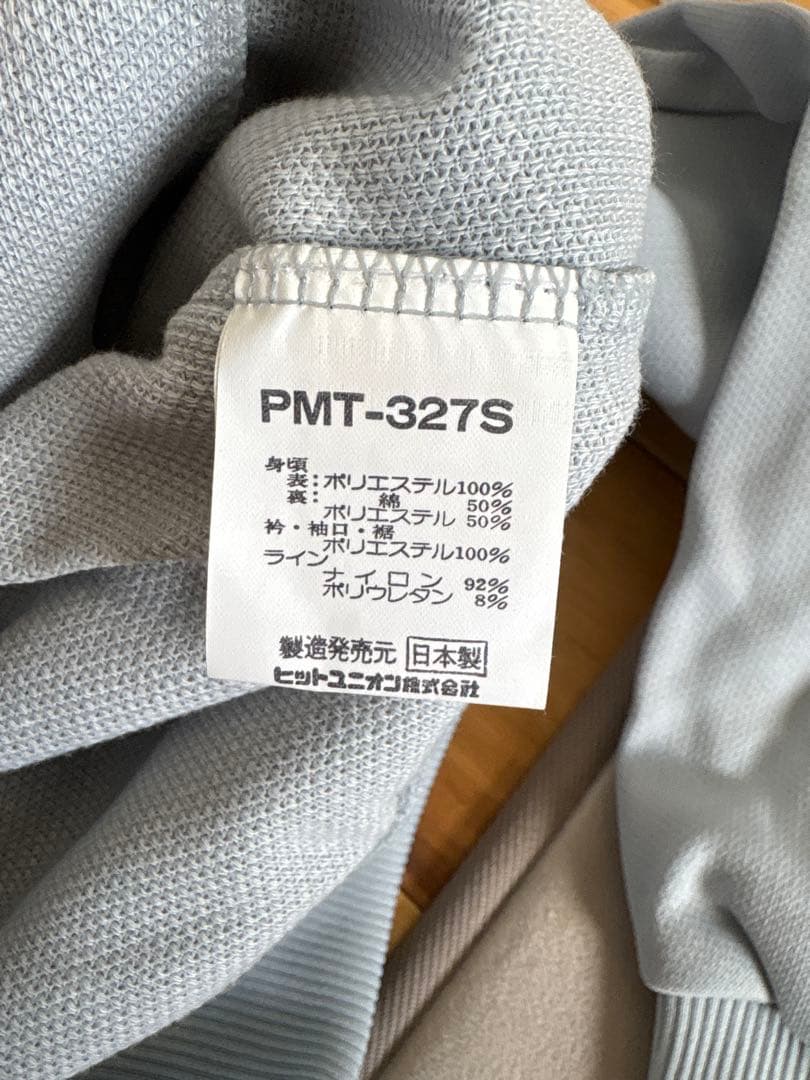 PMT-327S
身頃
表:ポリエステル100%
裏: 綿 50%
ポリエステル 50%
衿・袖口・裾
ポリエステル100%
ライン
ナイロン 92%
ポリウレタン 8%
製造発売元 日本製
ヒットユニオン株式会社